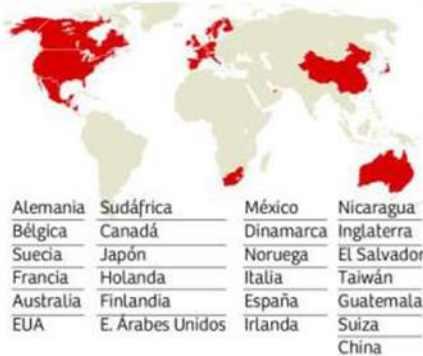 Alemania Sudáfrica México Nicaragua
Bélgica Canadá Dinamarca Inglaterra
Suecia Japón Noruega El Salvador
Francia Holanda Italia Taiwán
Australia Finlandia España Guatemala
EUA E. Árabes Unidos Irlanda Suiza
China